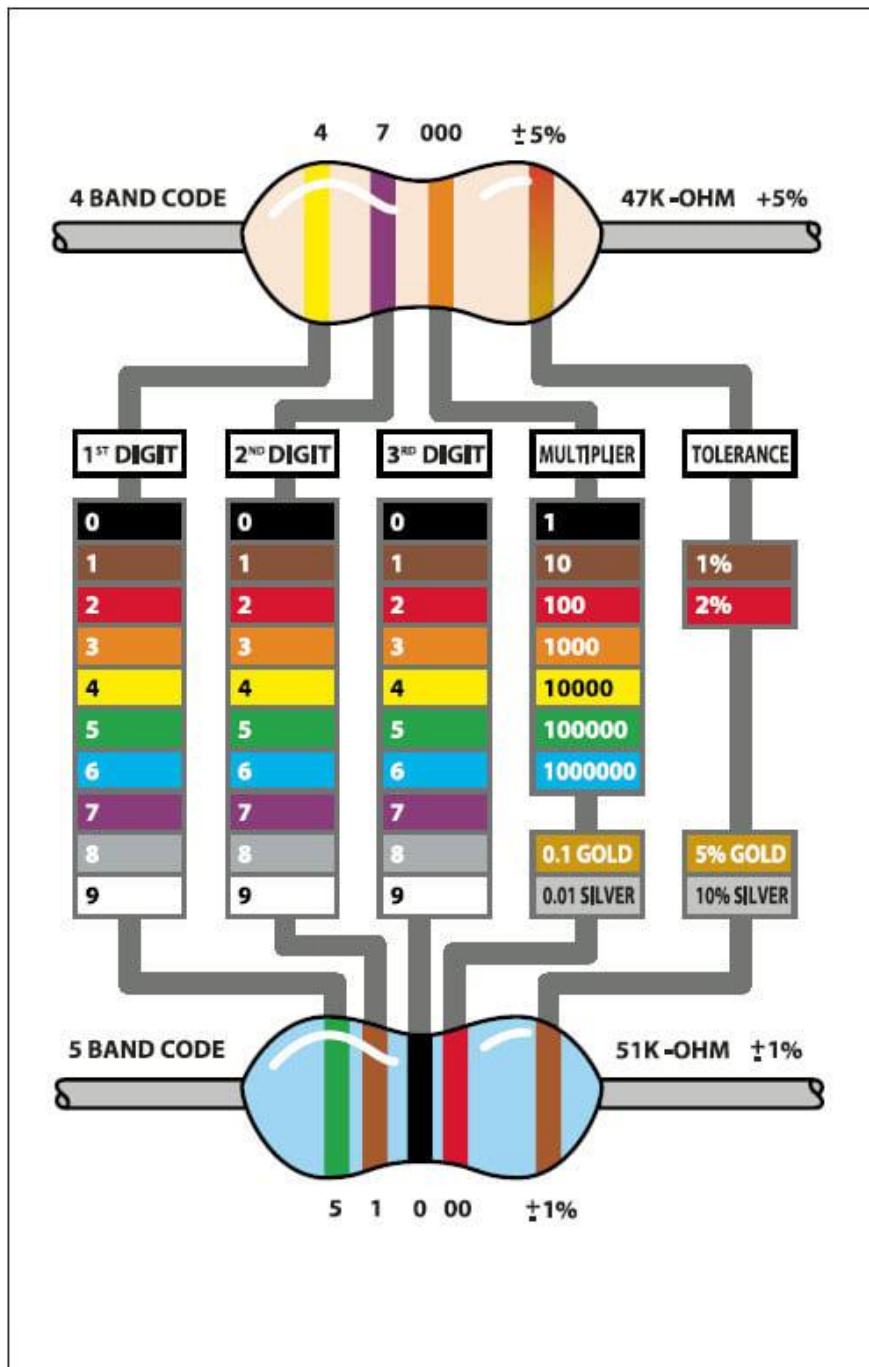 4 7 000 ±5%
4 BAND CODE 47K-OHM +5%
1ST DIGIT 2ND DIGIT 3RD DIGIT MULTIPLIER TOLERANCE
0 0 0 1
1 1 1 10 1%
2 2 2 100 2%
3 3 3 1000
4 4 4 10000
5 5 5 100000
6 6 6 1000000
7 7 7
8 8 8 0.1 GOLD 5% GOLD
9 9 9 0.01 SILVER 10% SILVER
5 BAND CODE 51K-OHM ±1%
5 1 0 00 ±1%